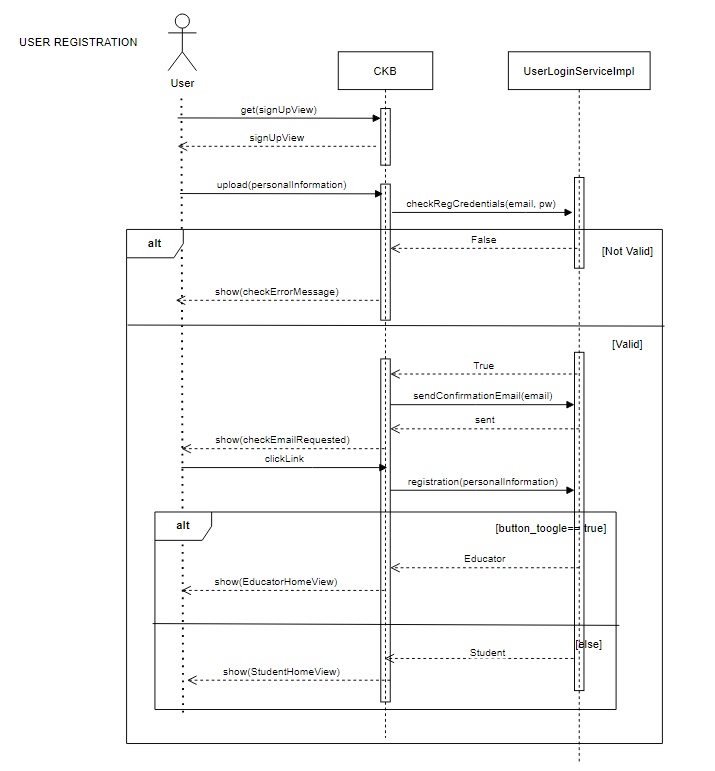 USER REGISTRATION
User
CKB
UserLoginServiceImpl
get(signUpView)
signUpView
upload(personalInformation)
checkRegCredentials(email, pw)
alt
False
[Not Valid]
show(checkErrorMessage)
[Valid]
True
sendConfirmationEmail(email)
sent
show(checkEmailRequested)
clickLink
registration(personalInformation)
alt
[button_toogle== true]
Educator
show(EducatorHomeView)
[else]
Student
show(StudentHomeView)